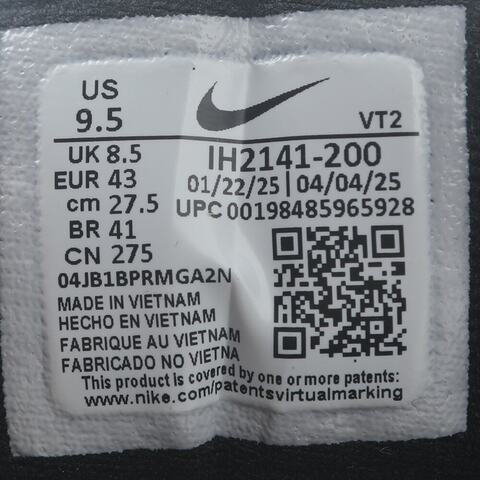 US
9.5
VT2
UK 8.5
EUR 43
cm 27.5
BR 41
CN 275
IH2141-200
01/22/25 | 04/04/25
UPC 00198485965928
04JB1BPRMGA2N
MADE IN VIETNAM
HECHO EN VIETNAM
FABRIQUE AU VIETNAM
FABRICADO NO VIETNA
This product is covered by one or more patents:
www.nike.com/patentsvirtualmarking